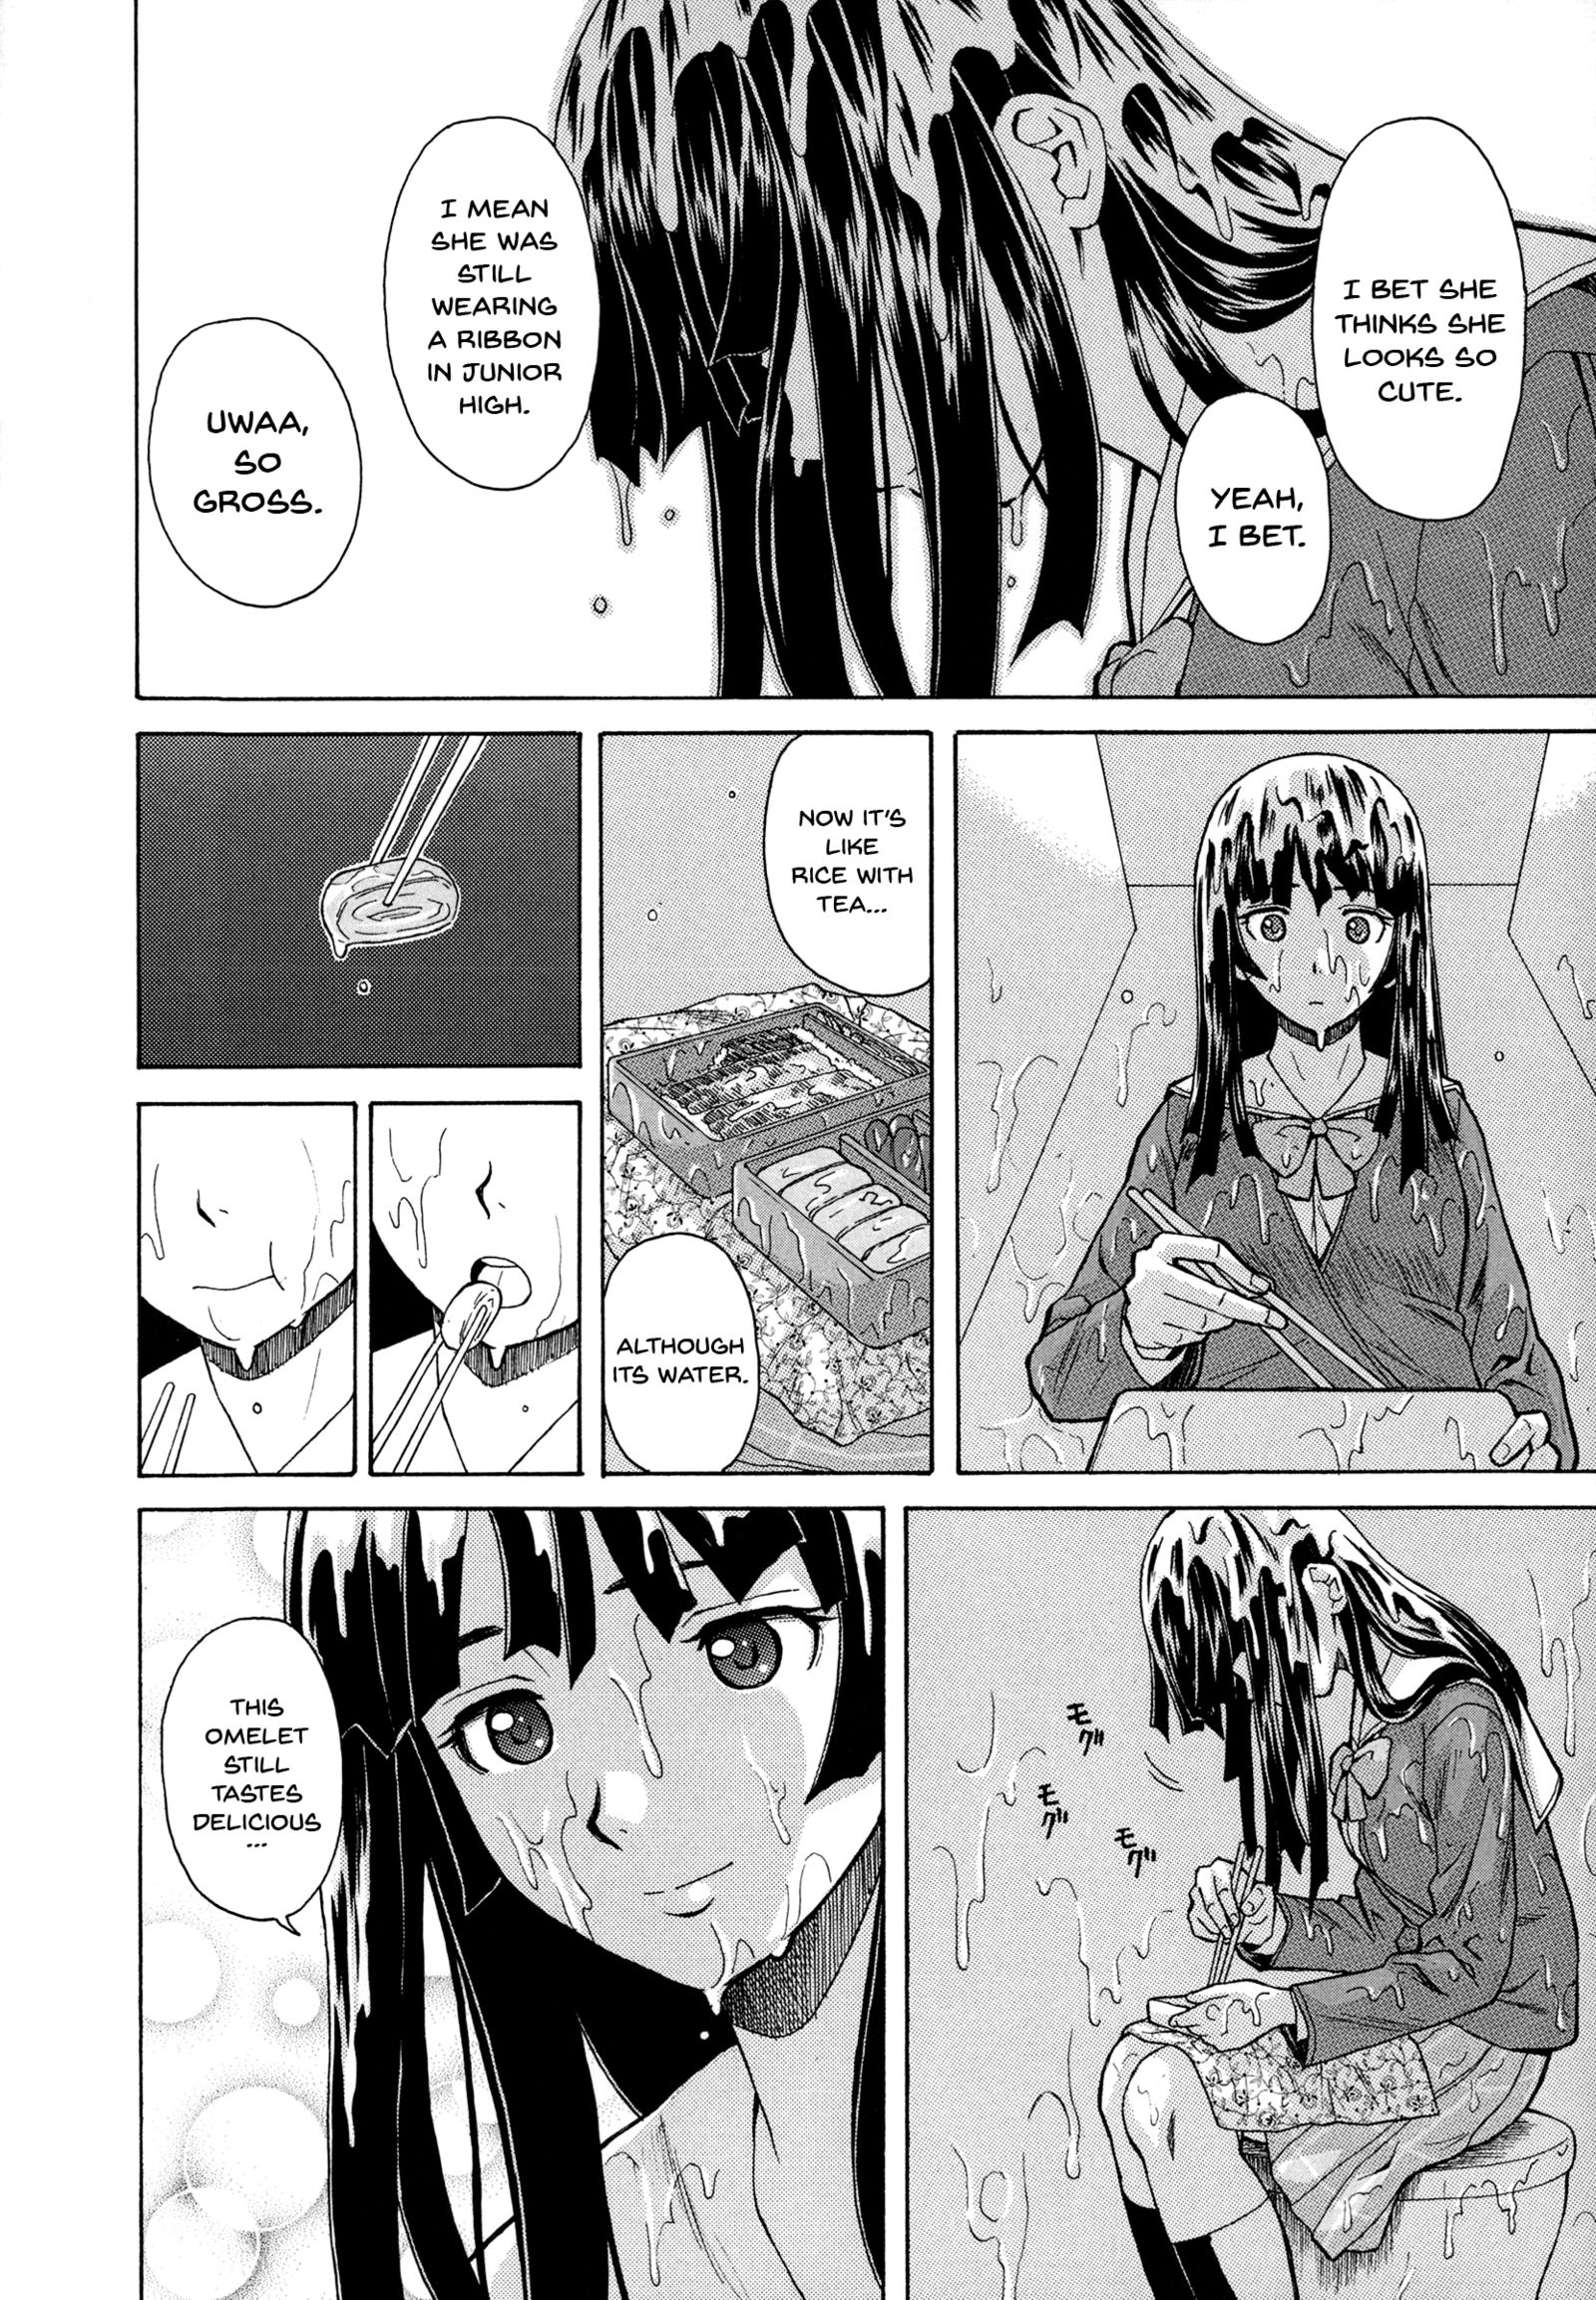 I BET SHE
THINKS SHE
LOOKS SO
CUTE.
YEAH,
I BET.
I MEAN
SHE WAS
STILL
WEARING
A RIBBON
IN JUNIOR
HIGH.
UWAA,
SO
GROSS.
NOW IT'S
LIKE
RICE WITH
TEA...
ALTHOUGH
ITS WATER.
モグ
モグ
モグ
THIS
OMELET
STILL
TASTES
DELICIOUS
...